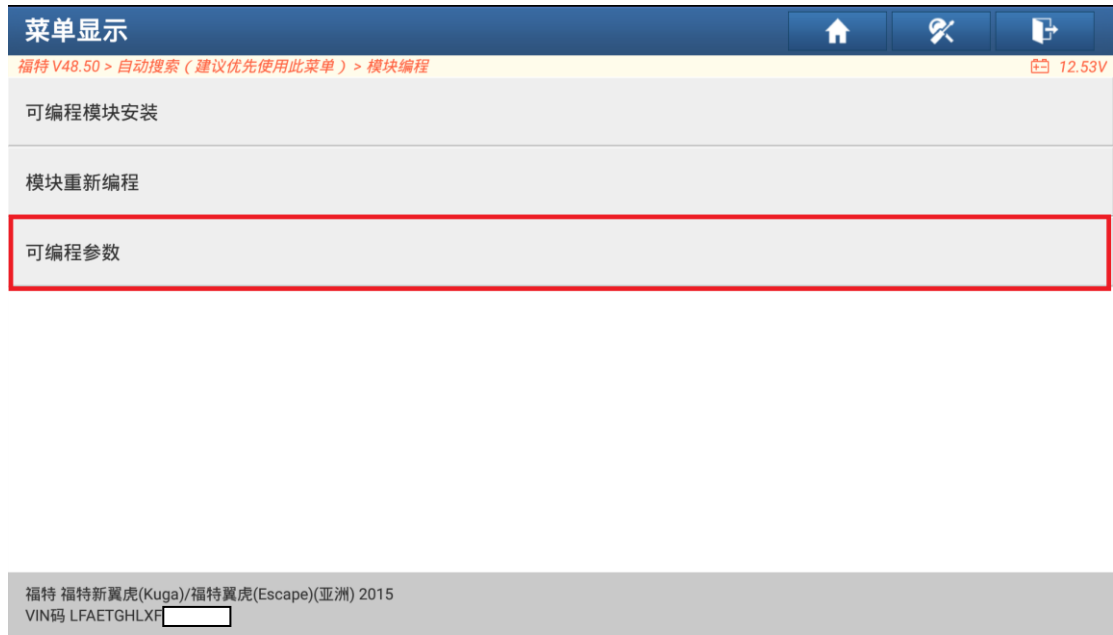 菜单显示
福特 V48.50 > 自动搜索（建议优先使用此菜单）> 模块编程 12.53V
可编程模块安装
模块重新编程
可编程参数
福特 福特新翼虎(Kuga)/福特翼虎(Escape)(亚洲) 2015
VIN码 LFAETGHLXF